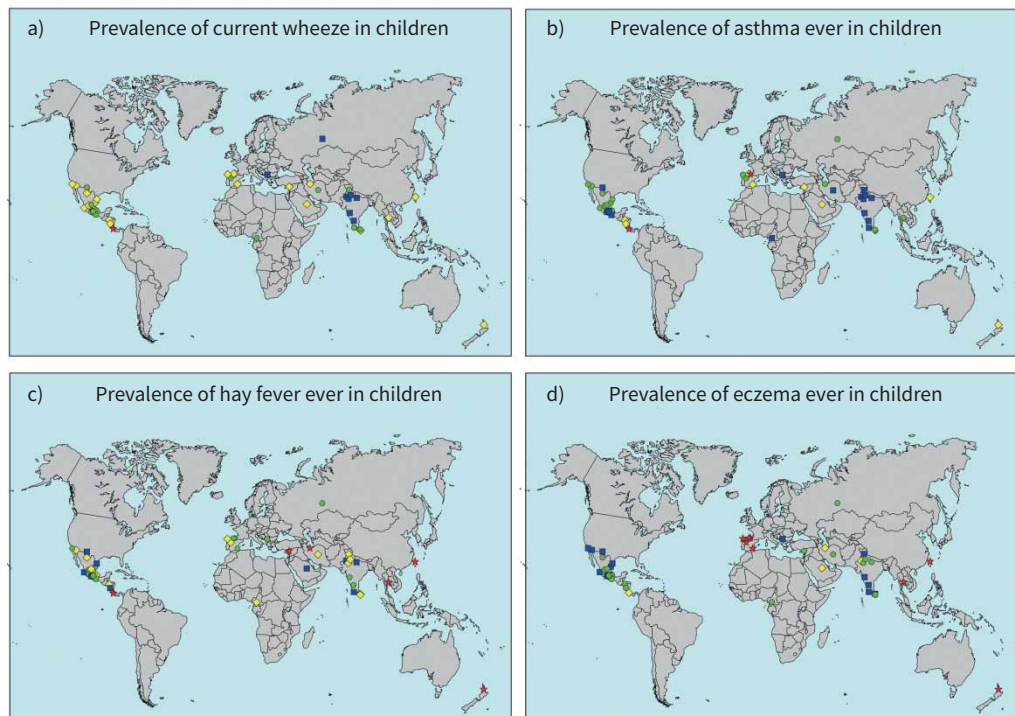 a) Prevalence of current wheeze in children
b) Prevalence of asthma ever in children
c) Prevalence of hay fever ever in children
d) Prevalence of eczema ever in children